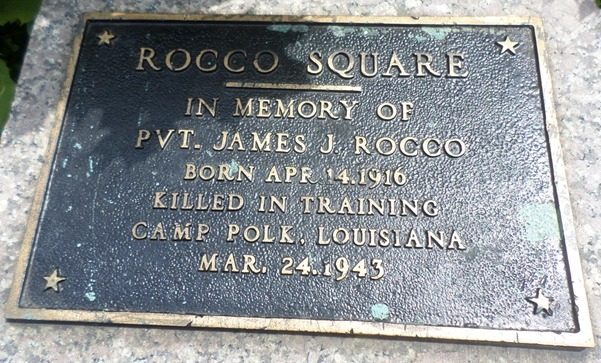 ROCCO SQUARE
IN MEMORY OF
PVT. JAMES J. ROCCO
BORN APR 14.1916
KILLED IN TRAINING
CAMP POLK, LOUISIANA
MAR. 24.1943